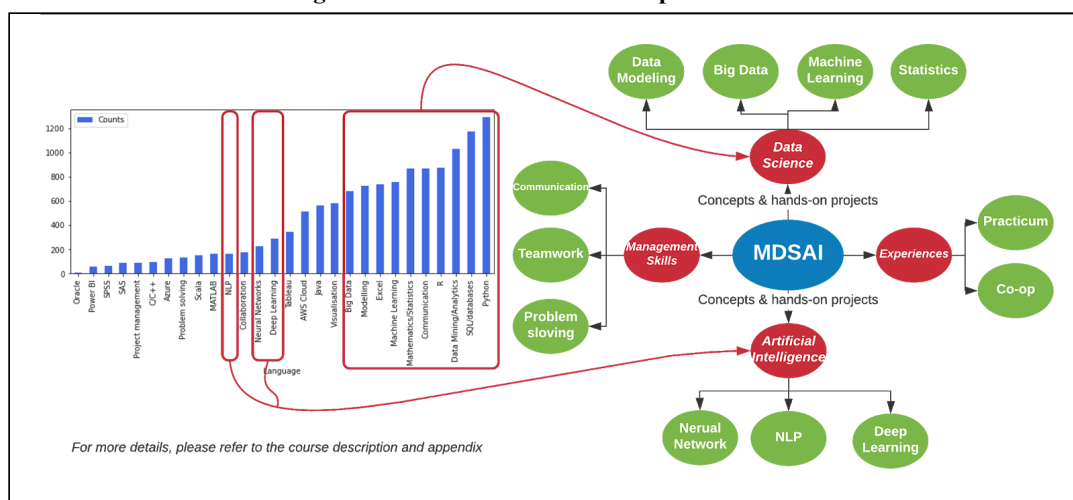 Counts
1200
1000
800
600
400
200
0
Oracle
Power BI
SPSS
SAS
Project management
C/C++
Azure
Problem solving
Scala
MATLAB
NLP
Collaboration
Neural Networks
Deep Learning
Tableau
AWS Cloud
Java
Visualisation
Big Data
Modelling
Excel
Machine Learning
Mathematics/Statistics
Communication
R
Data Mining/Analytics
SQL/databases
Python
Language
Data
Modeling
Big Data
Machine
Learning
Statistics
Data
Science
Concepts & hands-on projects
Communication
Teamwork
Problem
sloving
Management
Skills
MDSAI
Experiences
Practicum
Co-op
Concepts & hands-on projects
Artificial
Intelligence
Nerual
Network
NLP
Deep
Learning
For more details, please refer to the course description and appendix